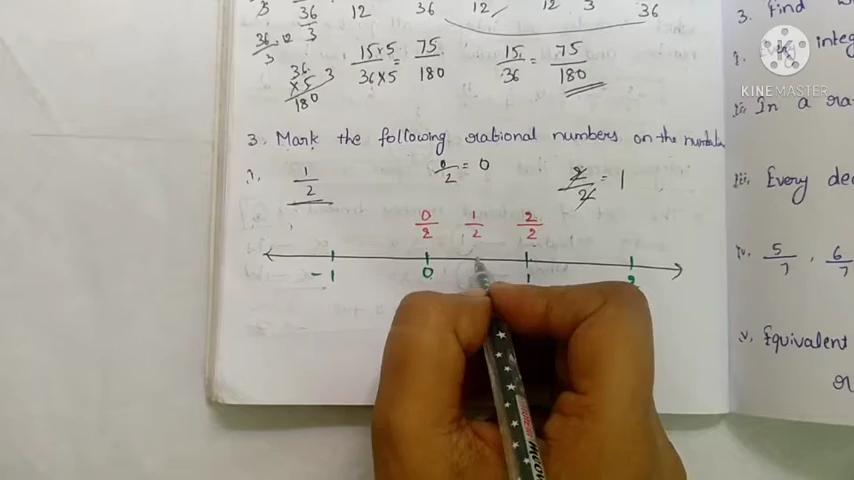 3 36 12 36 12 12 3 36
3
36 12
3
36 3
×5
180
15×5 = 75
36×5 180
15 = 75
36 180
3. Mark the following rational numbers on the
i. 1
2
0/2 = 0
2/2 = 1
0/2 1/2 2/2
-1 0 1 2
3. Find
i.
integ
KINEMASTER
ii. In a ra
iii. Every de
iv. 5/7 , 6/7
v. Equivalent